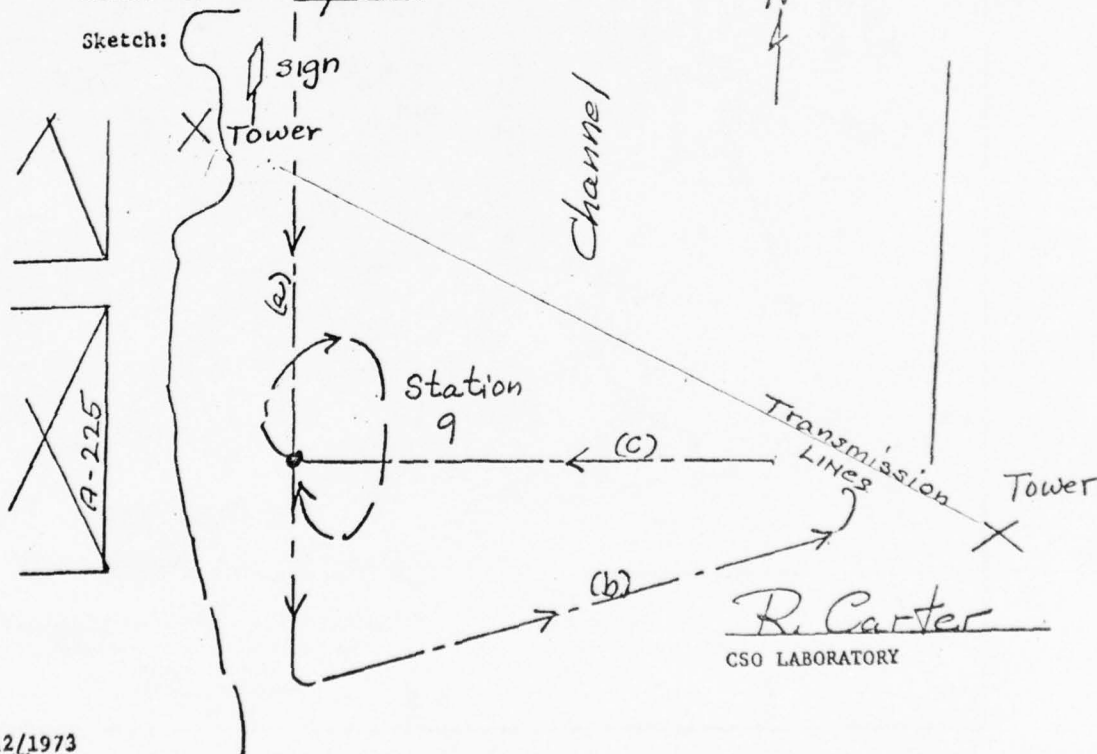 N
Sketch:
sign
Tower
Channel
(a)
Station
9
A-225
(c)
Transmission
Lines
Tower
(b)
R. Carter
CSO LABORATORY
2/1973